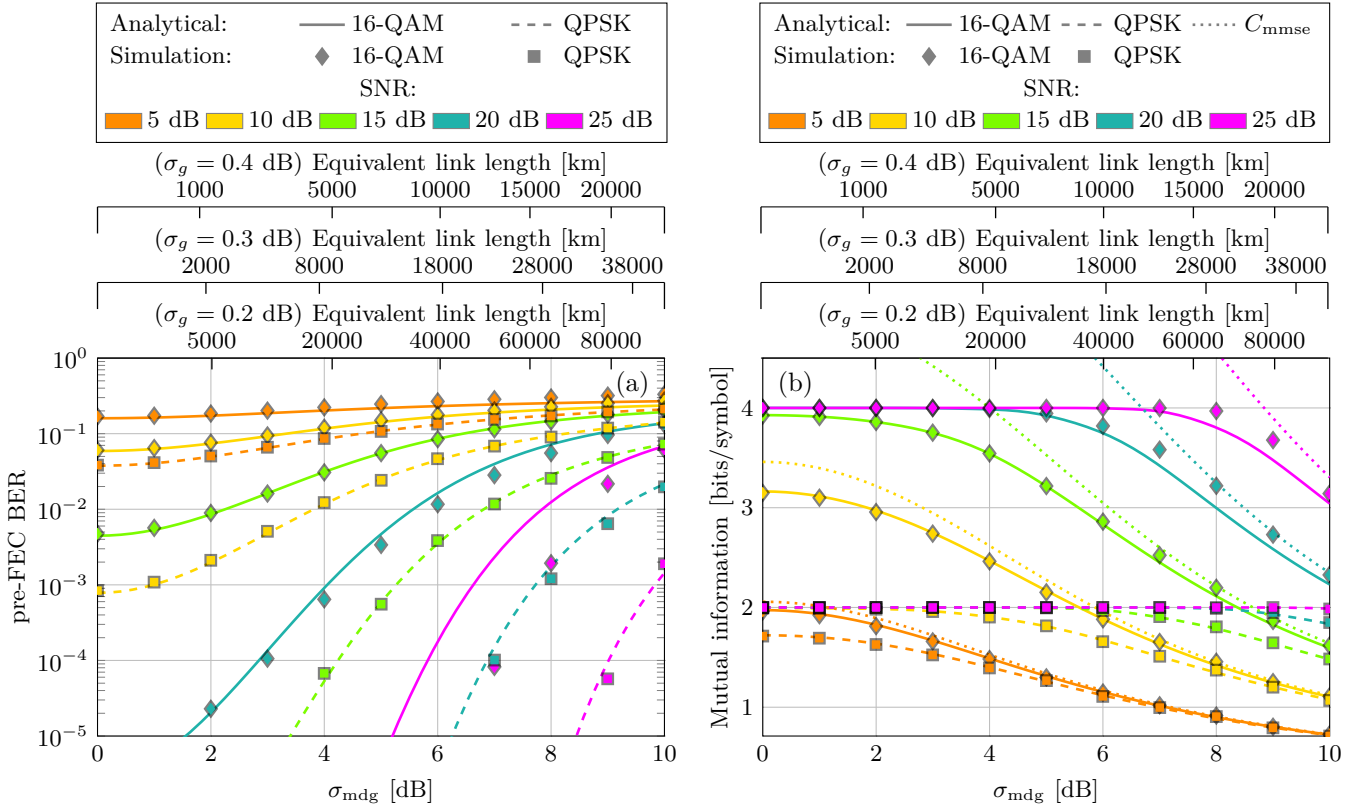 Analytical: 16-QAM QPSK
Simulation: 16-QAM QPSK
SNR:
5 dB 10 dB 15 dB 20 dB 25 dB
(σg = 0.4 dB) Equivalent link length [km]
1000 5000 10000 15000 20000
(σg = 0.3 dB) Equivalent link length [km]
2000 8000 18000 28000 38000
(σg = 0.2 dB) Equivalent link length [km]
5000 20000 40000 60000 80000
(a)
10^0
10^−1
10^−2
10^−3
10^−4
10^−5
pre-FEC BER
0 2 4 6 8 10
σmdg [dB]
Analytical: 16-QAM QPSK Cmmse
Simulation: 16-QAM QPSK
SNR:
5 dB 10 dB 15 dB 20 dB 25 dB
(σg = 0.4 dB) Equivalent link length [km]
1000 5000 10000 15000 20000
(σg = 0.3 dB) Equivalent link length [km]
2000 8000 18000 28000 38000
(σg = 0.2 dB) Equivalent link length [km]
5000 20000 40000 60000 80000
(b)
4
3
2
1
Mutual information [bits/symbol]
0 2 4 6 8 10
σmdg [dB]